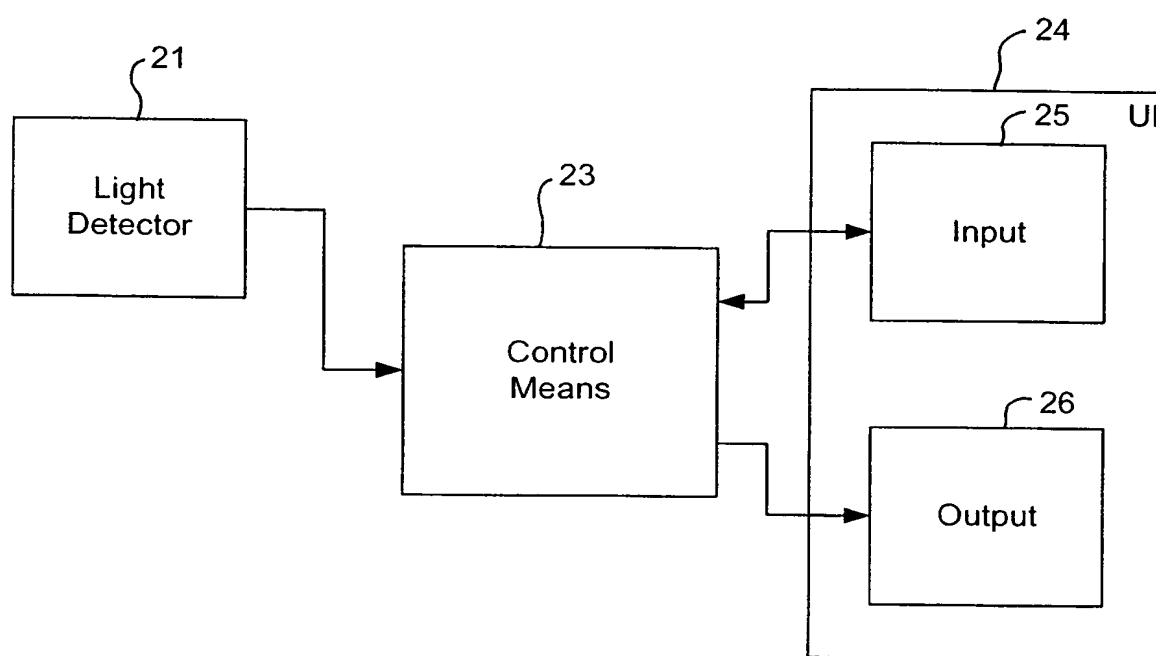 21
Light
Detector
23
Control
Means
24
UI
25
Input
26
Output